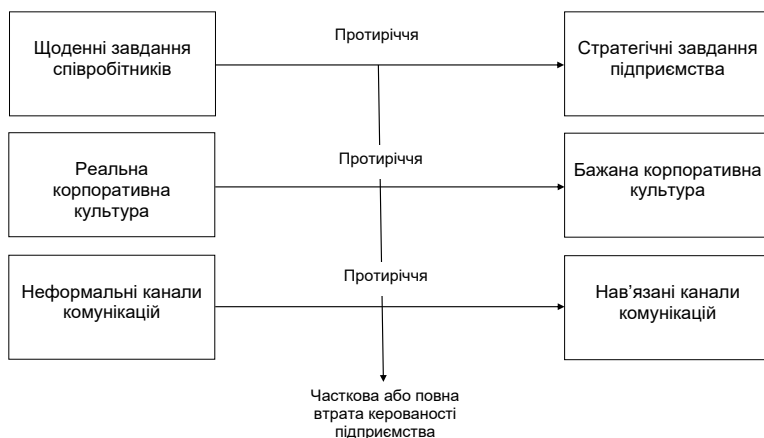 Щоденні завдання
співробітників
Протиріччя
Стратегічні завдання
підприємства
Реальна
корпоративна
культура
Протиріччя
Бажана корпоративна
культура
Неформальні канали
комунікацій
Протиріччя
Нав’язані канали
комунікацій
Часткова або повна
втрата керованості
підприємства